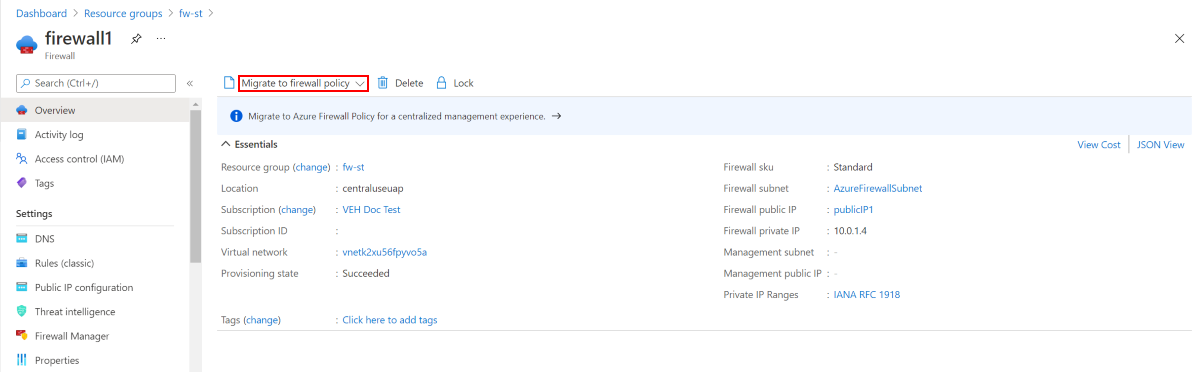 Dashboard > Resource groups > fw-st >
firewall1 ...
Firewall
Search (Ctrl+/) «
Migrate to firewall policy Delete Lock
Overview
Activity log
Access control (IAM)
Tags
Settings
DNS
Rules (classic)
Public IP configuration
Threat intelligence
Firewall Manager
Properties
Migrate to Azure Firewall Policy for a centralized management experience. →
Essentials View Cost JSON View
Resource group (change) : fw-st
Location : centraluseuap
Subscription (change) : VEH Doc Test
Subscription ID :
Virtual network : vnetk2xu56fpyvo5a
Provisioning state : Succeeded
Firewall sku : Standard
Firewall subnet : AzureFirewallSubnet
Firewall public IP : publicIP1
Firewall private IP : 10.0.1.4
Management subnet : -
Management public IP : -
Private IP Ranges : IANA RFC 1918
Tags (change) : Click here to add tags